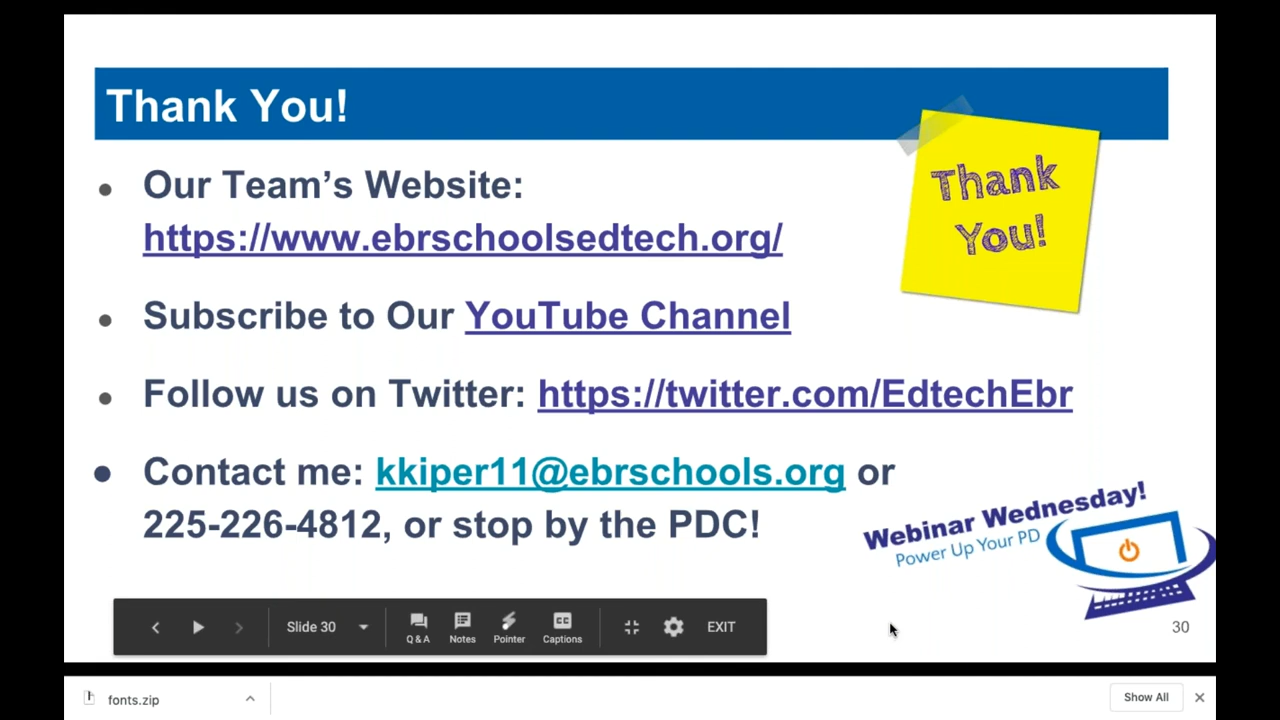 Thank You!
Thank
You!
Our Team's Website:
https://www.ebrschoolsedtech.org/
Subscribe to Our YouTube Channel
Follow us on Twitter: https://twitter.com/EdtechEbr
Contact me: kkiper11@ebrschools.org or
225-226-4812, or stop by the PDC!
Webinar Wednesday!
Power Up Your PD
Slide 30
Q & A
Notes
Pointer
Captions
EXIT
30
fonts.zip
Show All